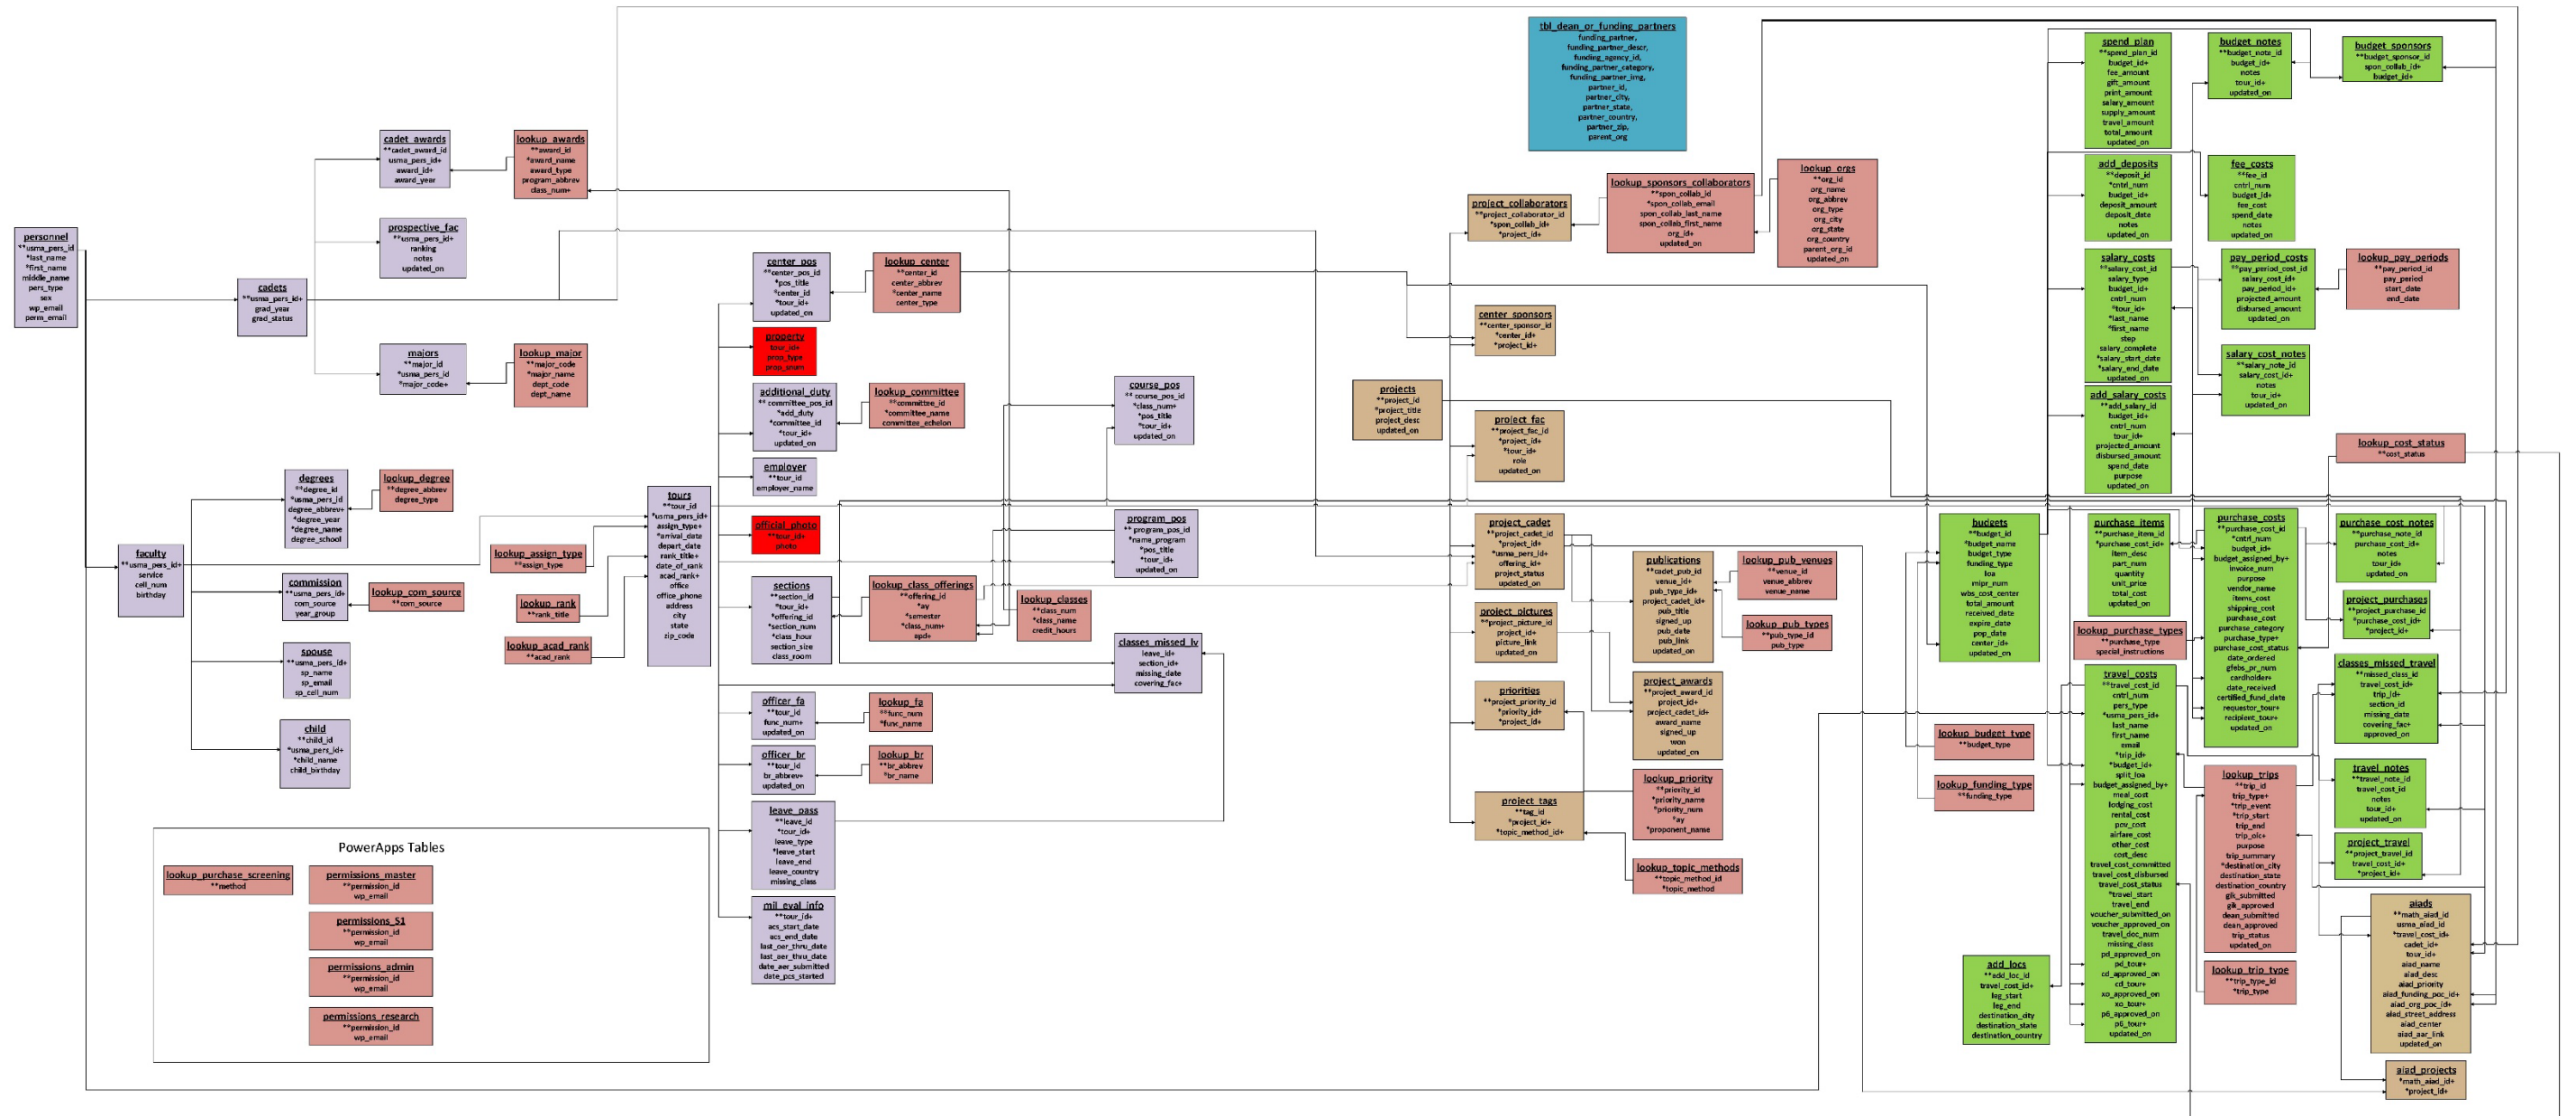 personnel
**usma_pers_id
*last_name
*first_name
middle_name
pers_type
sex
wp_email
perm_email
cadets
**usma_pers_id+
grad_year
grad_status
cadet_awards
**cadet_award_id
usma_pers_id+
award_id+
award_year
lookup_awards
**award_id
*award_name
award_type
program_abbrev
class_num+
prospective_fac
**usma_pers_id+
ranking
notes
updated_on
majors
**major_id
*usma_pers_id
*major_code+
lookup_major
**major_code
*major_name
dept_code
dept_name
faculty
**usma_pers_id+
service
cell_num
birthday
degrees
**degree_id
*usma_pers_id
degree_abbrev+
*degree_year
*degree_name
degree_school
lookup_degree
**degree_abbrev
degree_type
commission
**usma_pers_id+
com_source
year_group
lookup_com_source
**com_source
spouse
**usma_pers_id+
sp_name
sp_email
sp_cell_num
child
**child_id
*usma_pers_id+
*child_name
child_birthday
lookup_assign_type
**assign_type
lookup_rank
**rank_title
lookup_acad_rank
**acad_rank
tours
**tour_id
*usma_pers_id+
assign_type+
*arrival_date
depart_date
rank_title+
date_of_rank
acad_rank+
office
office_phone
address
city
state
zip_code
PowerApps Tables
lookup_purchase_screening
**method
permissions_master
**permission_id
wp_email
permissions_S1
**permission_id
wp_email
permissions_admin
**permission_id
wp_email
permissions_research
**permission_id
wp_email
center_pos
**center_pos_id
*pos_title
*center_id
*tour_id+
updated_on
lookup_center
**center_id
center_abbrev
*center_name
center_type
property
tour_id+
prop_type
prop_snum
additional_duty
** committee_pos_id
*add_duty
*committee_id
*tour_id+
updated_on
lookup_committee
**committee_id
*committee_name
committee_echelon
employer
**tour_id
employer_name
official_photo
**tour_id+
photo
sections
**section_id
*tour_id+
*offering_id
*section_num
*class_hour
section_size
class_room
lookup_class_offerings
**offering_id
*ay
*semester
*class_num+
apd+
lookup_classes
**class_num
*class_name
credit_hours
course_pos
** course_pos_id
*class_num+
*pos_title
*tour_id+
updated_on
program_pos
** program_pos_id
*name_program
*pos_title
*tour_id+
updated_on
classes_missed_lv
leave_id+
section_id+
missing_date
covering_fac+
officer_fa
**tour_id
func_num+
updated_on
lookup_fa
**func_num
*func_name
officer_br
**tour_id
br_abbrev+
updated_on
lookup_br
**br_abbrev
*br_name
leave_pass
**leave_id
*tour_id+
leave_type
*leave_start
leave_end
leave_country
missing_class
mil_eval_info
**tour_id+
acs_start_date
acs_end_date
last_oer_thru_date
last_aer_thru_date
date_aer_submitted
date_pcs_started
tbl_dean_or_funding_partners
funding_partner,
funding_partner_descr,
funding_agency_id,
funding_partner_category,
funding_partner_img,
partner_id,
partner_city,
partner_state,
partner_country,
partner_zip,
parent_org
project_collaborators
**project_collaborator_id
*spon_collab_id+
*project_id+
lookup_sponsors_collaborators
**spon_collab_id
*spon_collab_email
*spon_collab_last_name
spon_collab_first_name
org_id+
updated_on
lookup_orgs
**org_id
org_name
org_abbrev
org_type
org_city
org_state
org_country
parent_org_id
updated_on
center_sponsors
**center_sponsor_id
*center_id+
*project_id+
projects
**project_id
*project_title
project_desc
updated_on
project_fac
**project_fac_id
*project_id+
*tour_id+
role
updated_on
project_cadet
**project_cadet_id
*project_id+
*usma_pers_id+
offering_id+
project_status
updated_on
project_pictures
**project_picture_id
project_id+
picture_link
updated_on
priorities
**project_priority_id
*priority_id+
*project_id+
project_tags
**tag_id
*project_id+
*topic_method_id+
publications
**cadet_pub_id
venue_id+
pub_type_id+
project_cadet_id+
pub_title
signed_up
pub_date
pub_link
updated_on
lookup_pub_venues
**venue_id
venue_abbrev
venue_name
lookup_pub_types
**pub_type_id
pub_type
project_awards
**project_award_id
project_id+
project_cadet_id+
award_name
signed_up
won
updated_on
lookup_priority
**priority_id
*priority_name
*priority_num
*ay
*proponent_name
lookup_topic_methods
**topic_method_id
*topic_method
spend_plan
**spend_plan_id
budget_id+
fee_amount
gift_amount
print_amount
salary_amount
supply_amount
travel_amount
total_amount
updated_on
budget_notes
**budget_note_id
budget_id+
notes
tour_id+
updated_on
budget_sponsors
**budget_sponsor_id
spon_collab_id+
budget_id+
add_deposits
**deposit_id
*cntrl_num
budget_id+
deposit_amount
deposit_date
notes
updated_on
fee_costs
**fee_id
cntrl_num
budget_id+
fee_cost
spend_date
notes
updated_on
salary_costs
**salary_cost_id
salary_type
budget_id+
cntrl_num
*tour_id+
*last_name
*first_name
step
salary_complete
*salary_start_date
*salary_end_date
updated_on
pay_period_costs
**pay_period_cost_id
salary_cost_id+
pay_period_id+
projected_amount
disbursed_amount
updated_on
lookup_pay_periods
**pay_period_id
pay_period
start_date
end_date
salary_cost_notes
**salary_note_id
salary_cost_id+
notes
tour_id+
updated_on
add_salary_costs
**add_salary_id
budget_id+
cntrl_num
tour_id+
projected_amount
disbursed_amount
spend_date
purpose
updated_on
lookup_cost_status
**cost_status
budgets
**budget_id
*budget_name
budget_type
funding_type
loa
mipr_num
wbs_cost_center
total_amount
received_date
expire_date
pop_date
center_id+
updated_on
purchase_items
**purchase_item_id
*purchase_cost_id+
item_desc
part_num
quantity
unit_price
total_cost
updated_on
purchase_costs
**purchase_cost_id
*cntrl_num
budget_id+
budget_assigned_by+
invoice_num
purpose
vendor_name
items_cost
shipping_cost
purchase_cost
purchase_category
purchase_type+
purchase_cost_status
date_ordered
gfebs_pr_num
cardholder+
date_received
certified_fund_date
requestor_tour+
recipient_tour+
updated_on
purchase_cost_notes
**purchase_note_id
purchase_cost_id+
notes
tour_id+
updated_on
project_purchases
**project_purchase_id
*purchase_cost_id+
*project_id+
lookup_purchase_types
**purchase_type
special_instructions
classes_missed_travel
**missed_class_id
travel_cost_id+
trip_id+
section_id
missing_date
covering_fac+
approved_on
travel_costs
**travel_cost_id
cntrl_num
pers_type
*usma_pers_id+
last_name
first_name
email
*trip_id+
*budget_id+
split_loa
budget_assigned_by+
meal_cost
lodging_cost
rental_cost
pov_cost
airfare_cost
other_cost
cost_desc
travel_cost_committed
travel_cost_disbursed
travel_cost_status
*travel_start
travel_end
voucher_submitted_on
voucher_approved_on
travel_doc_num
missing_class
pd_approved_on
pd_tour+
cd_approved_on
cd_tour+
xo_approved_on
xo_tour+
p6_approved_on
p6_tour+
updated_on
lookup_budget_type
**budget_type
lookup_funding_type
**funding_type
lookup_trips
**trip_id
trip_type+
*trip_event
*trip_start
trip_end
trip_oic+
purpose
trip_summary
*destination_city
destination_state
destination_country
gik_submitted
gik_approved
dean_submitted
dean_approved
trip_status
updated_on
travel_notes
**travel_note_id
travel_cost_id
notes
tour_id+
updated_on
project_travel
**project_travel_id
travel_cost_id+
*project_id+
add_locs
**add_loc_id
travel_cost_id+
leg_start
leg_end
destination_city
destination_state
destination_country
lookup_trip_type
**trip_type_id
*trip_type
aiads
**math_aiad_id
usma_aiad_id
*travel_cost_id+
cadet_id+
tour_id+
aiad_name
aiad_desc
aiad_priority
aiad_funding_poc_id+
aiad_org_poc_id+
aiad_street_address
aiad_center
aiad_aar_link
updated_on
aiad_projects
*math_aiad_id+
*project_id+